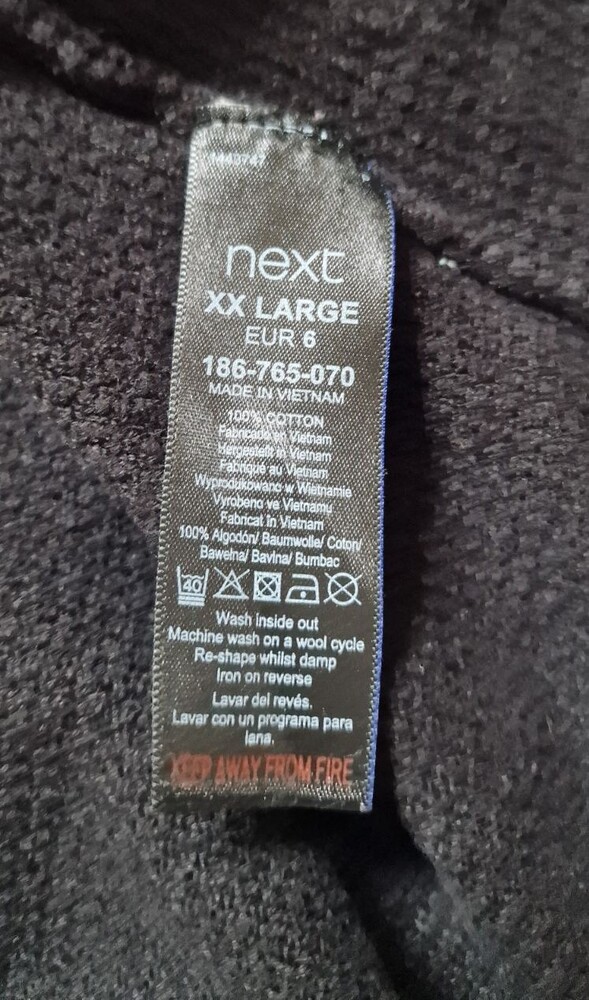 next
XX LARGE
EUR 6
186-765-070
MADE IN VIETNAM
100% COTTON
Fabricado en Vietnam
Hergestellt in Vietnam
Fabriqué au Vietnam
Wyprodukowano w Wietnamie
Vyrobeno ve Vietnamu
Fabricat în Vietnam
100% Algodón/ Baumwolle/ Coton/
Bawełna/ Bavlna/ Bumbac
40
Wash inside out
Machine wash on a wool cycle
Re-shape whilst damp
Iron on reverse
Lavar del revés.
Lavar con un programa para
lana.
KEEP AWAY FROM FIRE